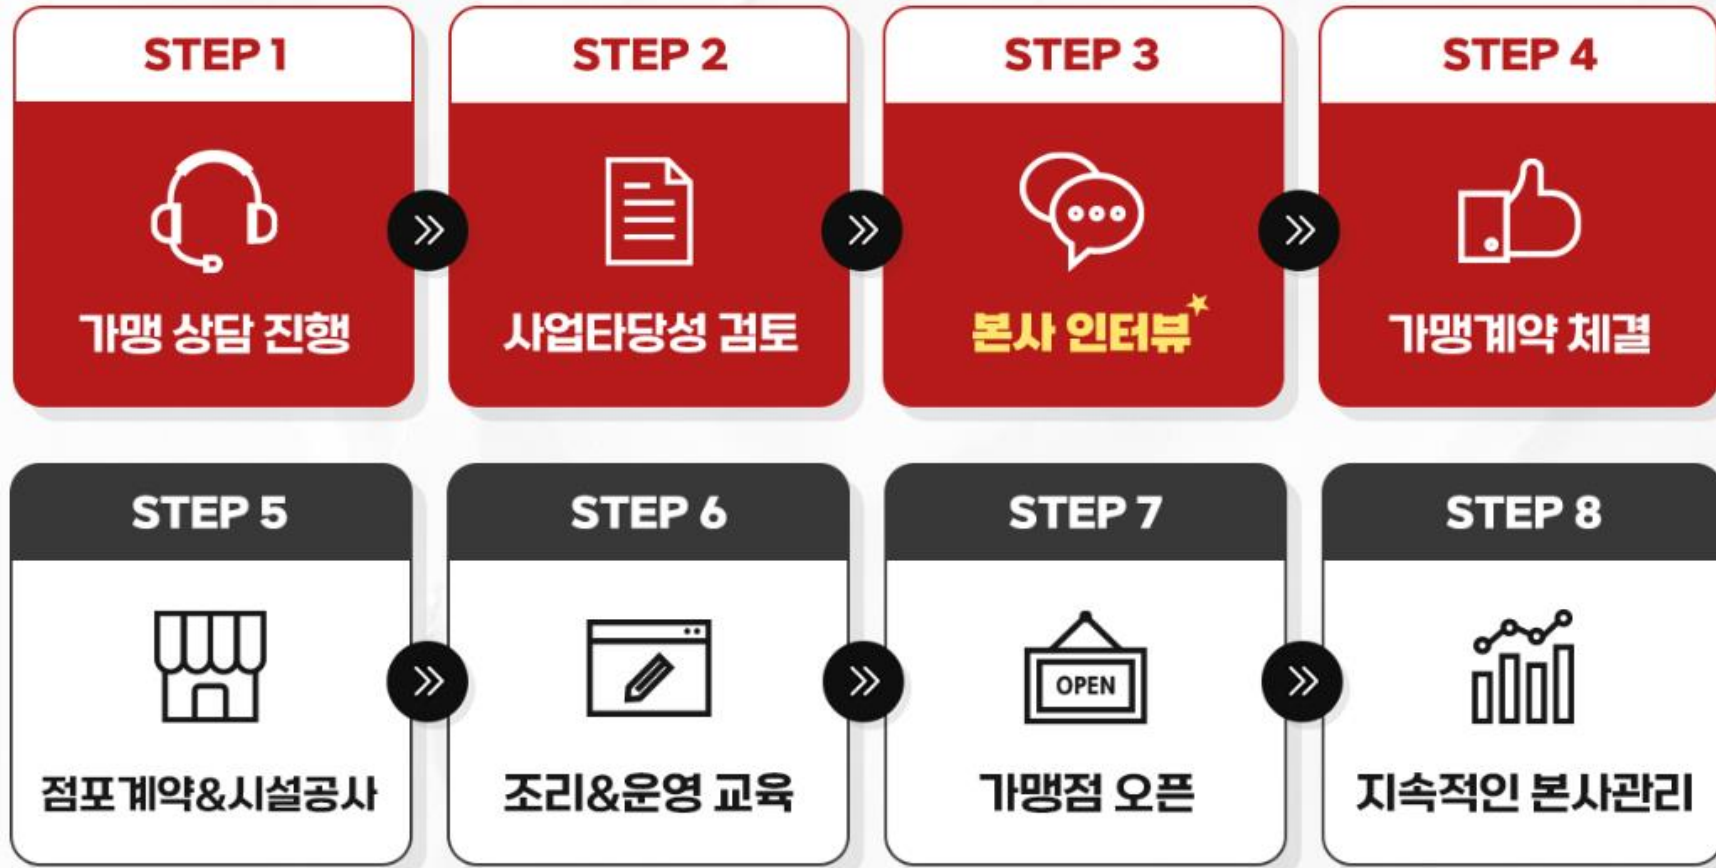 STEP 1
가맹 상담 진행
STEP 2
사업타당성 검토
STEP 3
본사 인터뷰
STEP 4
가맹계약 체결
STEP 5
점포계약&시설공사
STEP 6
조리&운영 교육
STEP 7
OPEN
가맹점 오픈
STEP 8
지속적인 본사관리